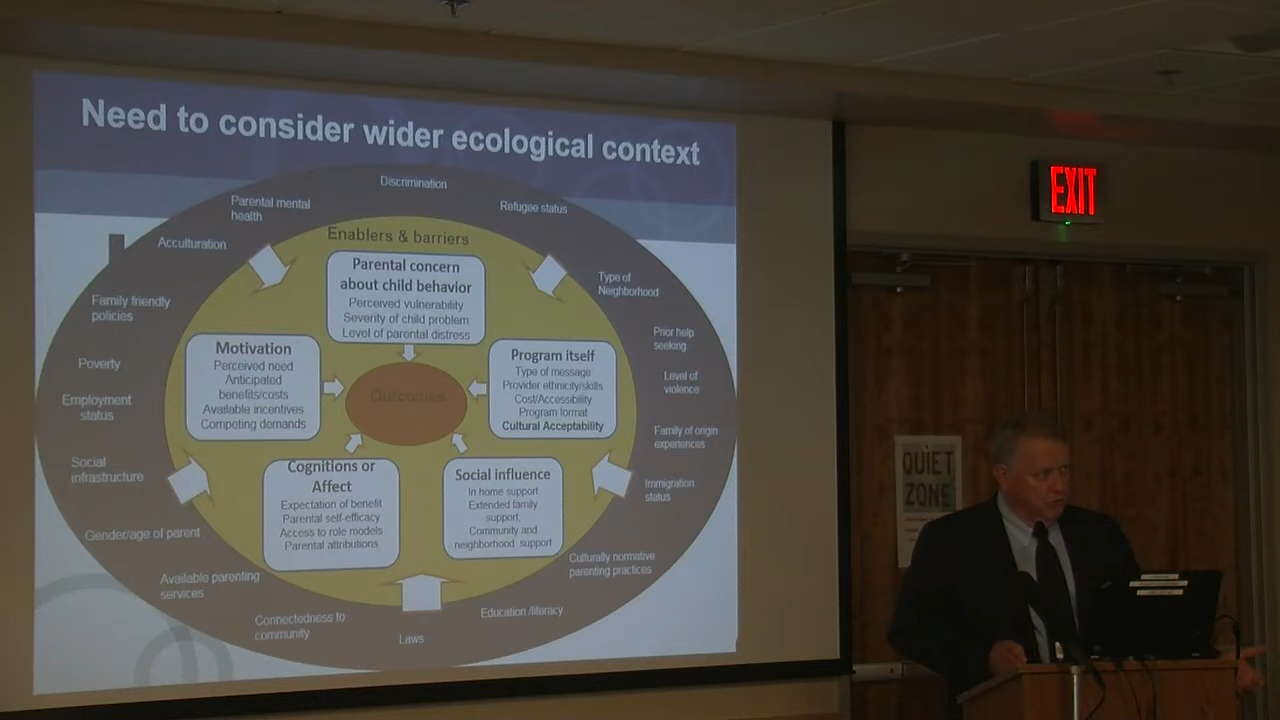 Need to consider wider ecological context
Discrimination
Parental mental
health
Refugee status
Acculturation
Enablers & barriers
Type of
Neighborhood
Family friendly
policies
Prior help
seeking
Poverty
Level of
violence
Employment
status
Family of origin
experiences
Social
infrastructure
Immigration
status
Gender/age of parent
Culturally normative
parenting practices
Available parenting
services
Education /literacy
Connectedness to
community
Laws
Parental concern
about child behavior
Perceived vulnerability
Severity of child problem
Level of parental distress
Motivation
Perceived need
Anticipated
benefits/costs
Available incentives
Competing demands
Program itself
Type of message
Provider ethnicity/skills
Cost/Accessibility
Program format
Cultural Acceptability
Outcomes
Cognitions or
Affect
Expectation of benefit
Parental self-efficacy
Access to role models
Parental attributions
Social influence
In home support
Extended family
support,
Community and
neighborhood support
EXIT
QUIET
ZONE